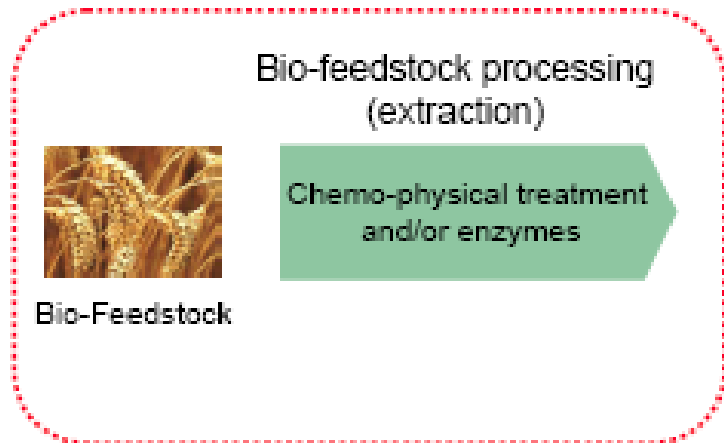 Bio-feedstock processing
(extraction)
Chemo-physical treatment
and/or enzymes
Bio-Feedstock